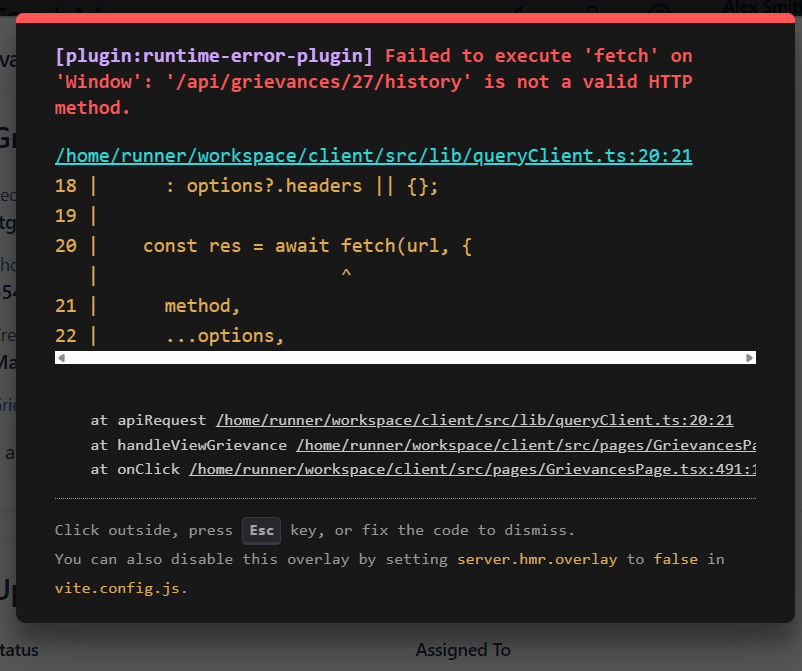 Alex Smith
[plugin:runtime-error-plugin] Failed to execute 'fetch' on
'Window': '/api/grievances/27/history' is not a valid HTTP
method.
/home/runner/workspace/client/src/lib/queryClient.ts:20:21
18 |      : options?.headers || {};
19 |
20 |    const res = await fetch(url, {
   |                       ^
21 |      method,
22 |      ...options,
at apiRequest /home/runner/workspace/client/src/lib/queryClient.ts:20:21
at handleViewGrievance /home/runner/workspace/client/src/pages/GrievancesPa
at onClick /home/runner/workspace/client/src/pages/GrievancesPage.tsx:491:1
Click outside, press Esc key, or fix the code to dismiss.
You can also disable this overlay by setting server.hmr.overlay to false in
vite.config.js.
tatus Assigned To